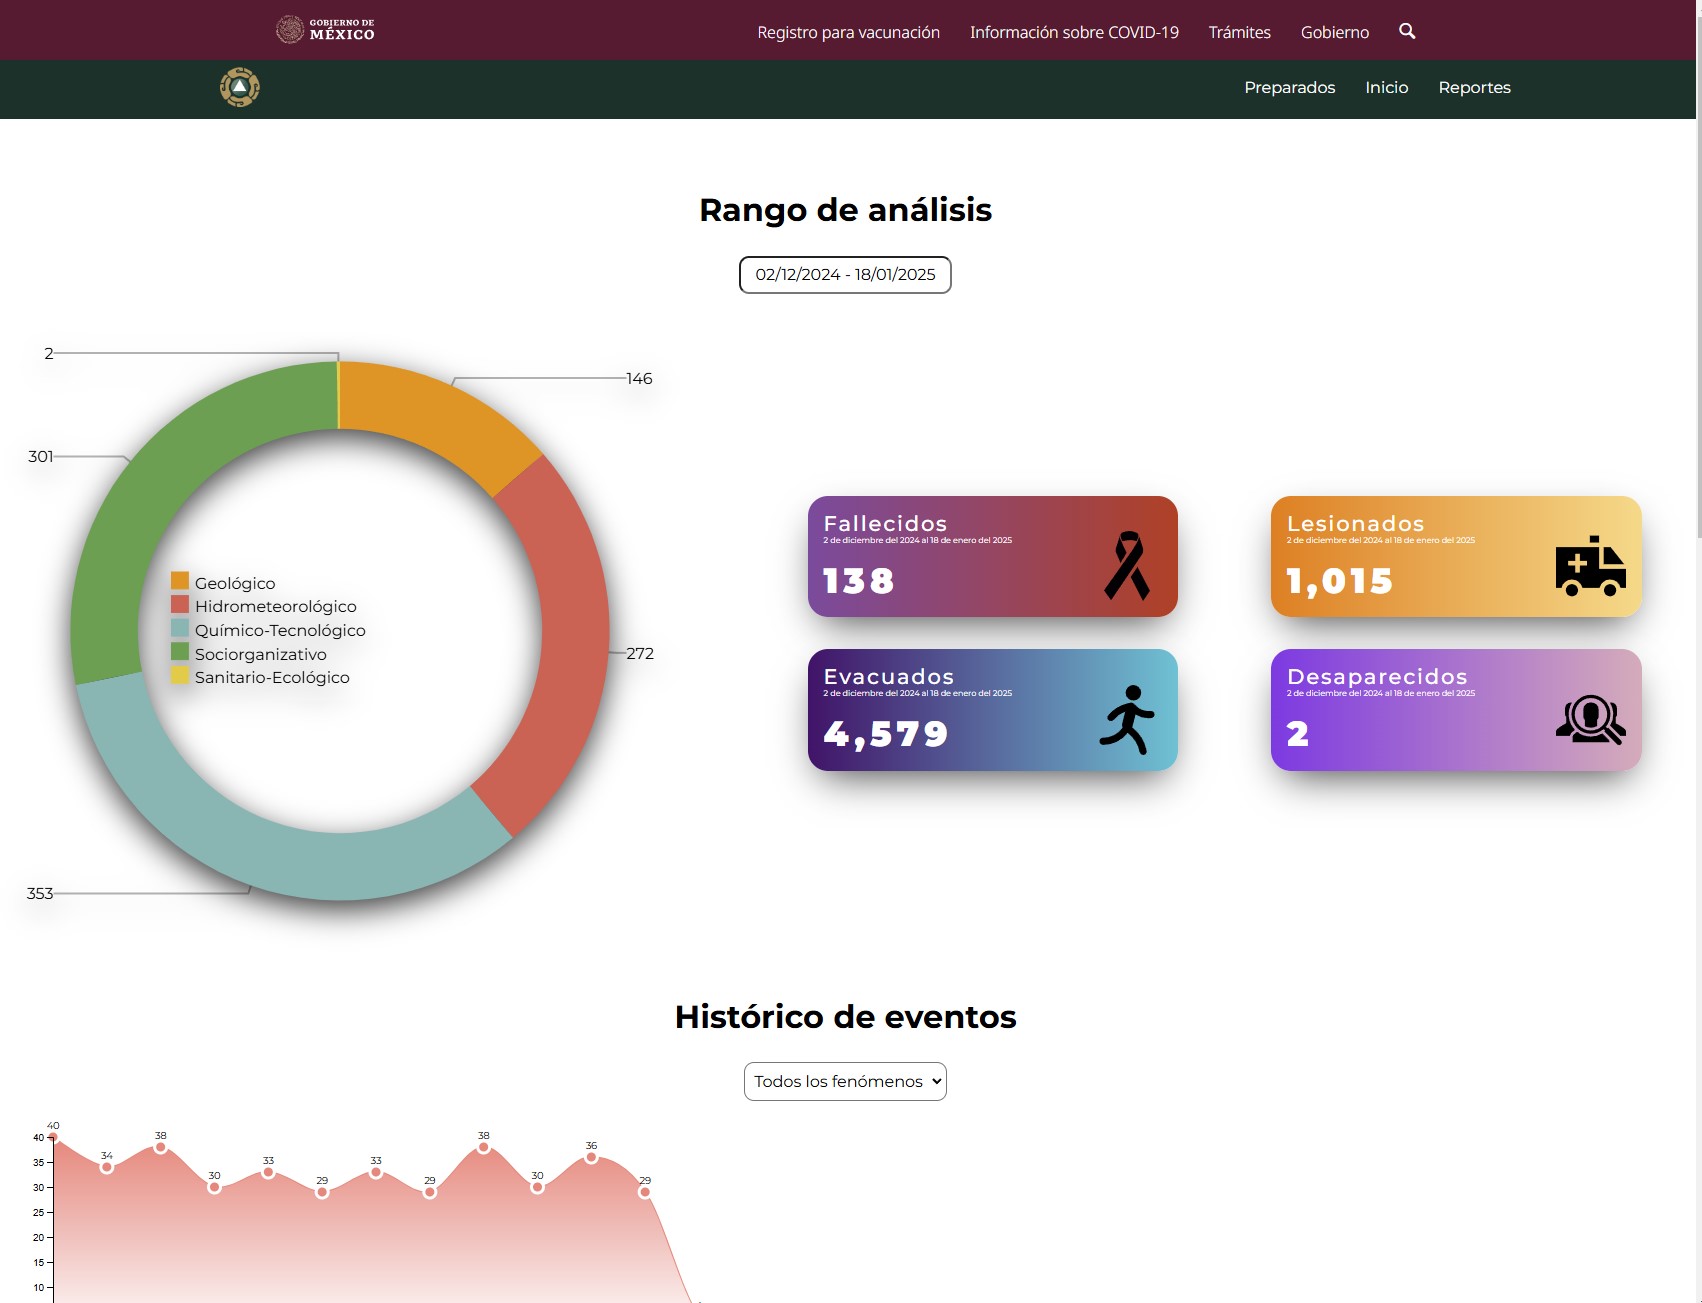 GOBIERNO DE
MÉXICO
Registro para vacunación
Información sobre COVID-19
Trámites
Gobierno
Preparados
Inicio
Reportes
Rango de análisis
02/12/2024 - 18/01/2025
2
146
301
272
353
Geológico
Hidrometeorológico
Químico-Tecnológico
Sociorganizativo
Sanitario-Ecológico
Fallecidos
2 de diciembre del 2024 al 18 de enero del 2025
138
Lesionados
2 de diciembre del 2024 al 18 de enero del 2025
1,015
Evacuados
2 de diciembre del 2024 al 18 de enero del 2025
4,579
Desaparecidos
2 de diciembre del 2024 al 18 de enero del 2025
2
Histórico de eventos
Todos los fenómenos
40
35
30
25
20
15
10
40
34
38
30
33
29
33
29
38
30
36
29